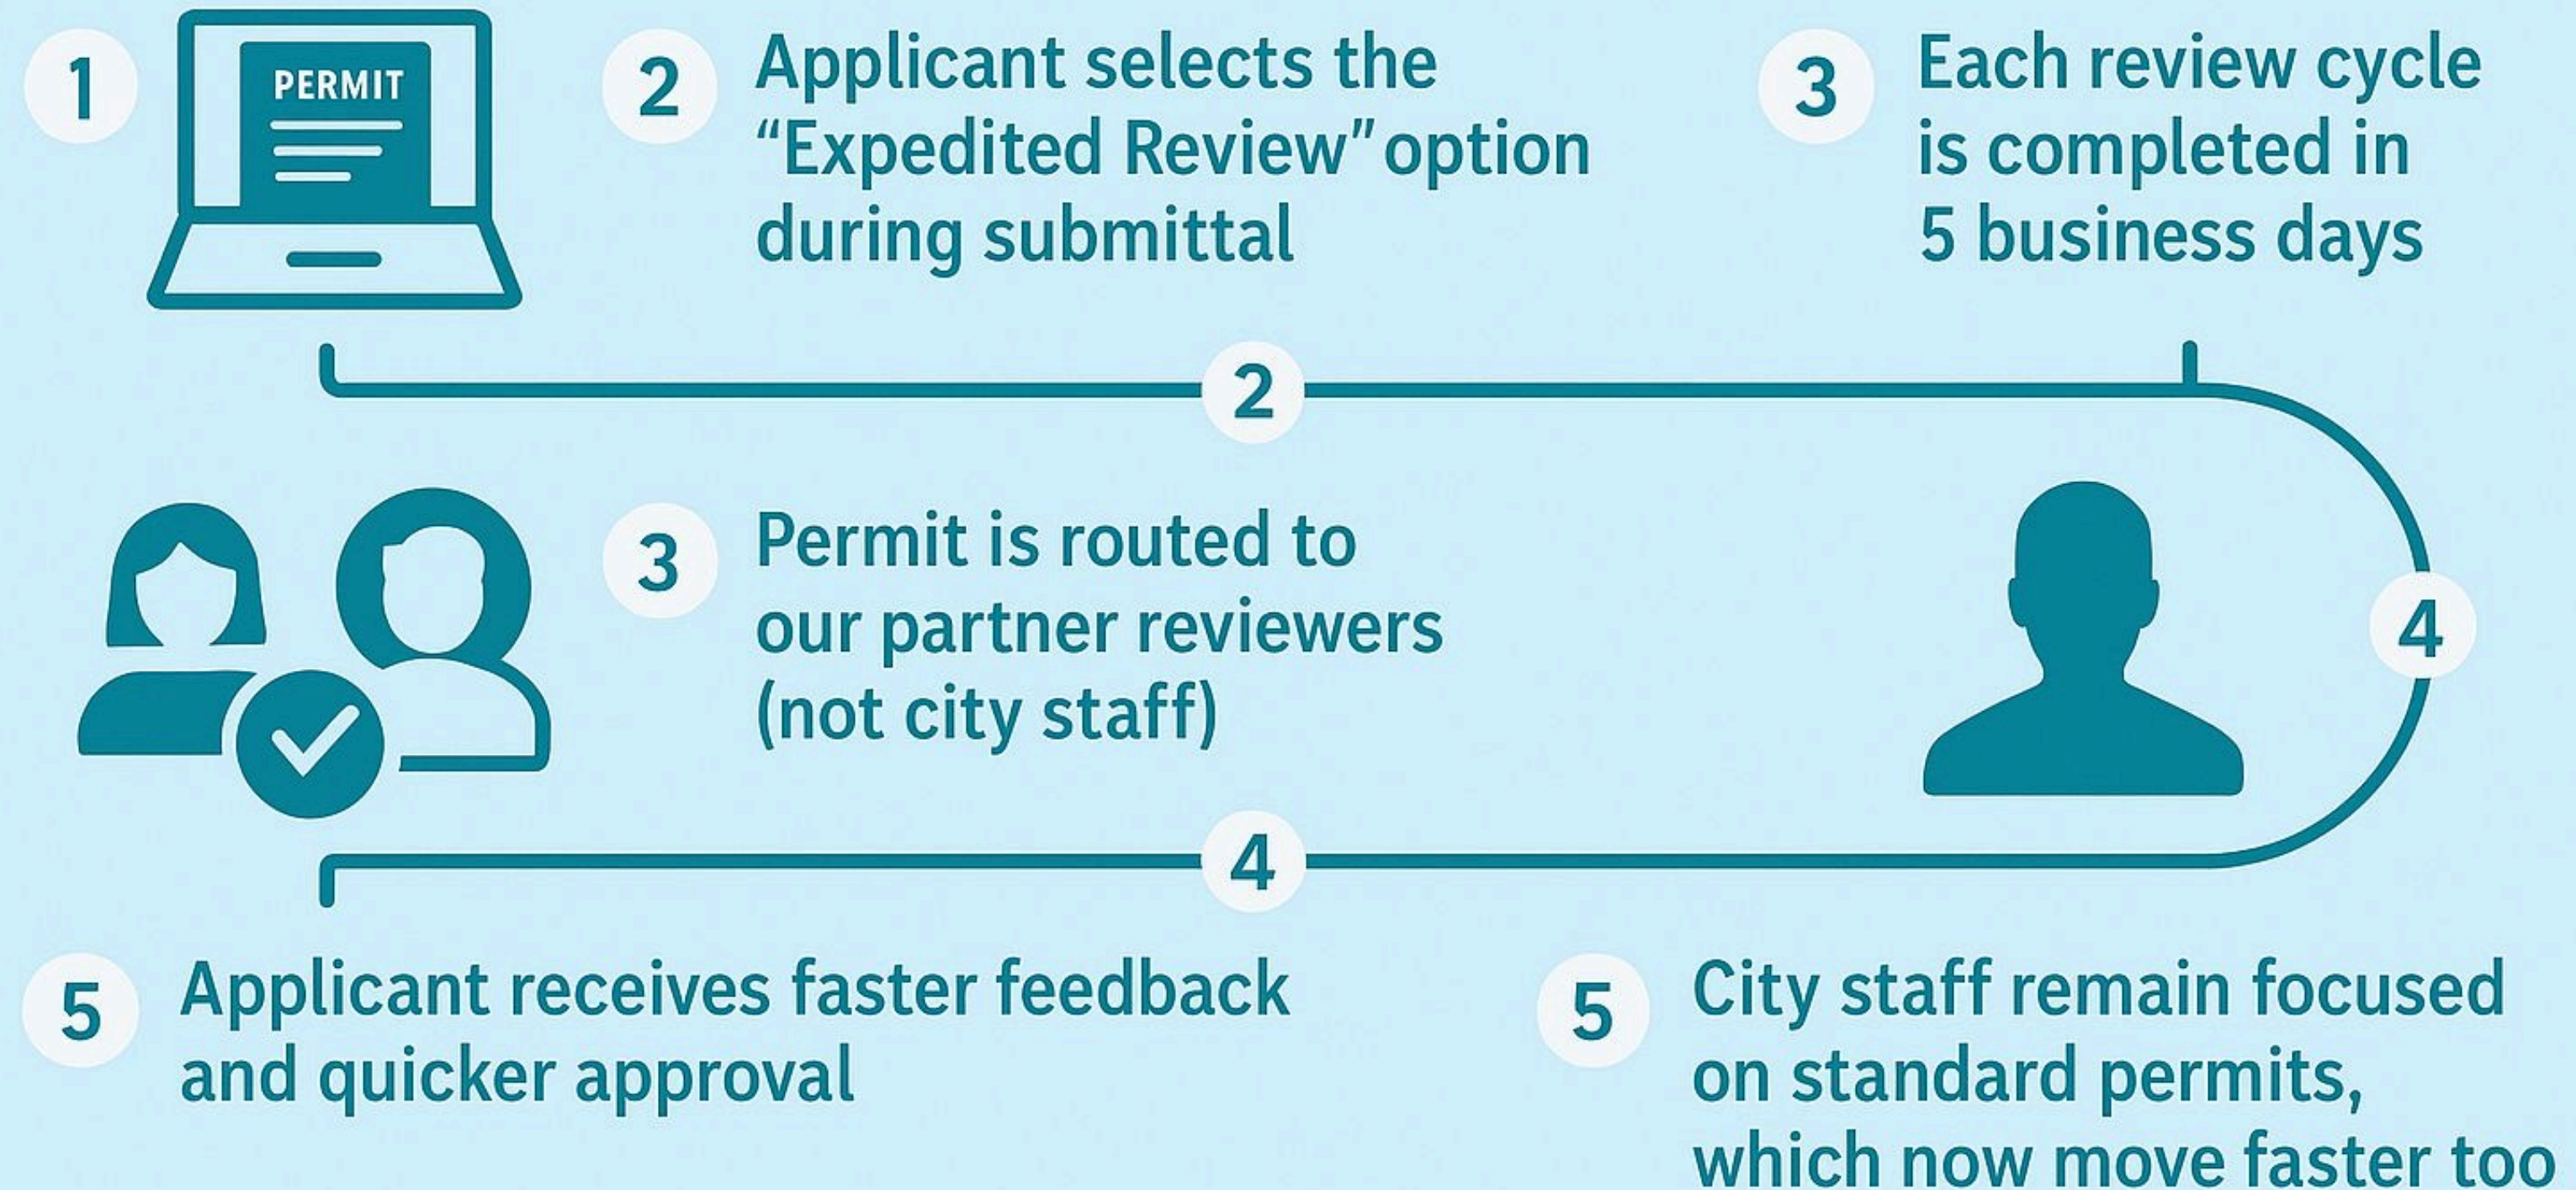 1
PERMIT
2
Applicant selects the
“Expedited Review” option
during submittal
3
Each review cycle
is completed in
5 business days
2
3
Permit is routed to
our partner reviewers
(not city staff)
4
4
5
Applicant receives faster feedback
and quicker approval
5
City staff remain focused
on standard permits,
which now move faster too